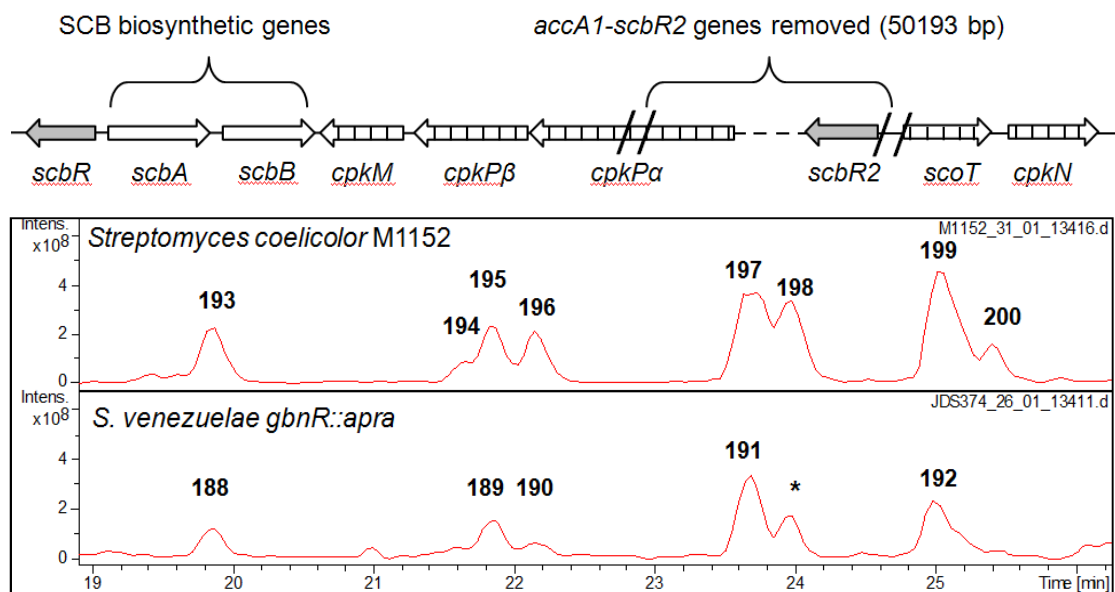 SCB biosynthetic genes
accA1-scbR2 genes removed (50193 bp)
scbR scbA scbB cpkM cpkPβ cpkPα scbR2 scoT cpkN
Intens.
x10⁸
Streptomyces coelicolor M1152
M1152_31_01_13416.d
193 194 195 196 197 198 199 200
4
2
0
Intens.
x10⁸
S. venezuelae gbnR::apra
JDS374_26_01_13411.d
188 189 190 191 * 192
4
2
0
19 20 21 22 23 24 25 Time [min]